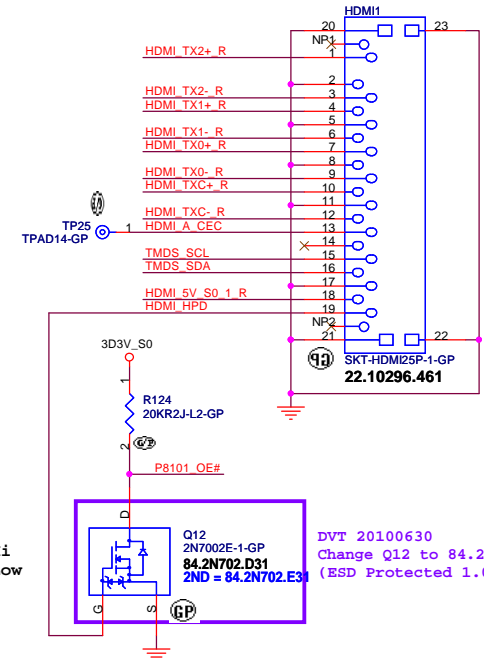 HDMI1
20
23
NP1
HDMI_TX2+_R
1
2
HDMI_TX2-_R
3
HDMI_TX1+_R
4
5
HDMI_TX1-_R
6
HDMI_TX0+_R
7
8
HDMI_TX0-_R
9
HDMI_TXC+_R
10
11
HDMI_TXC-_R
12
TP25
1
HDMI_A_CEC
13
TPAD14-GP
14
TMDS_SCL
15
TMDS_SDA
16
17
HDMI_5V_S0_1_R
18
HDMI_HPD
19
NP2
21
22
SKT-HDMI25P-1-GP
22.10296.461
3D3V_S0
1
R124
20KR2J-L2-GP
2
P8101_OE#
D
Q12
2N7002E-1-GP
84.2N702.D31
2ND = 84.2N702.E31
G
S
GP
DVT 20100630
Change Q12 to 84.2
(ESD Protected 1.